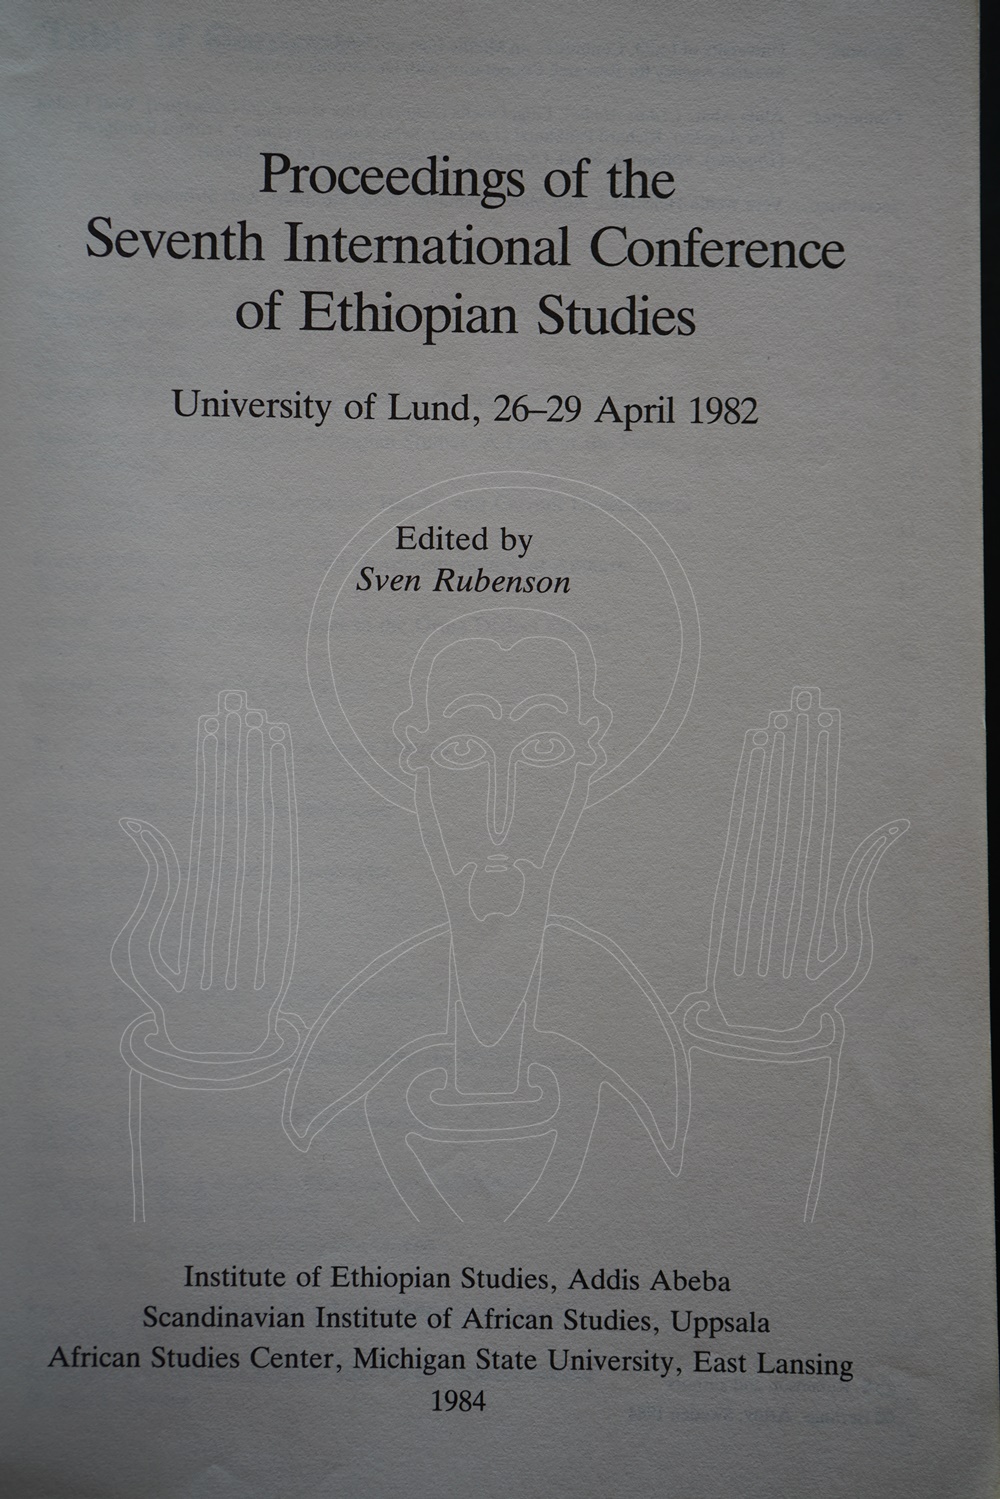 Proceedings of the
Seventh International Conference
of Ethiopian Studies
University of Lund, 26–29 April 1982
Edited by
Sven Rubenson
Institute of Ethiopian Studies, Addis Abeba
Scandinavian Institute of African Studies, Uppsala
African Studies Center, Michigan State University, East Lansing
1984